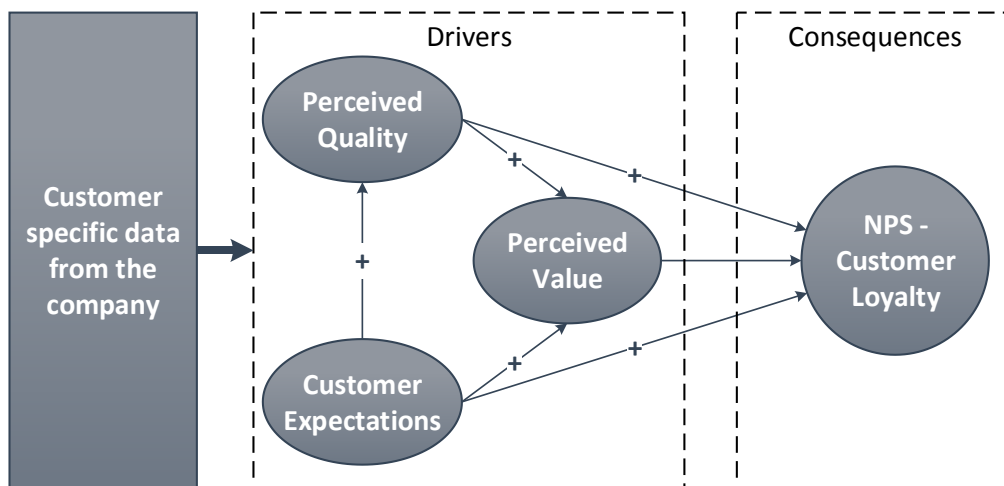 Drivers
Consequences
Customer
specific data
from the
company
Perceived
Quality
+
+
+
Perceived
Value
+
+
Customer
Expectations
NPS -
Customer
Loyalty